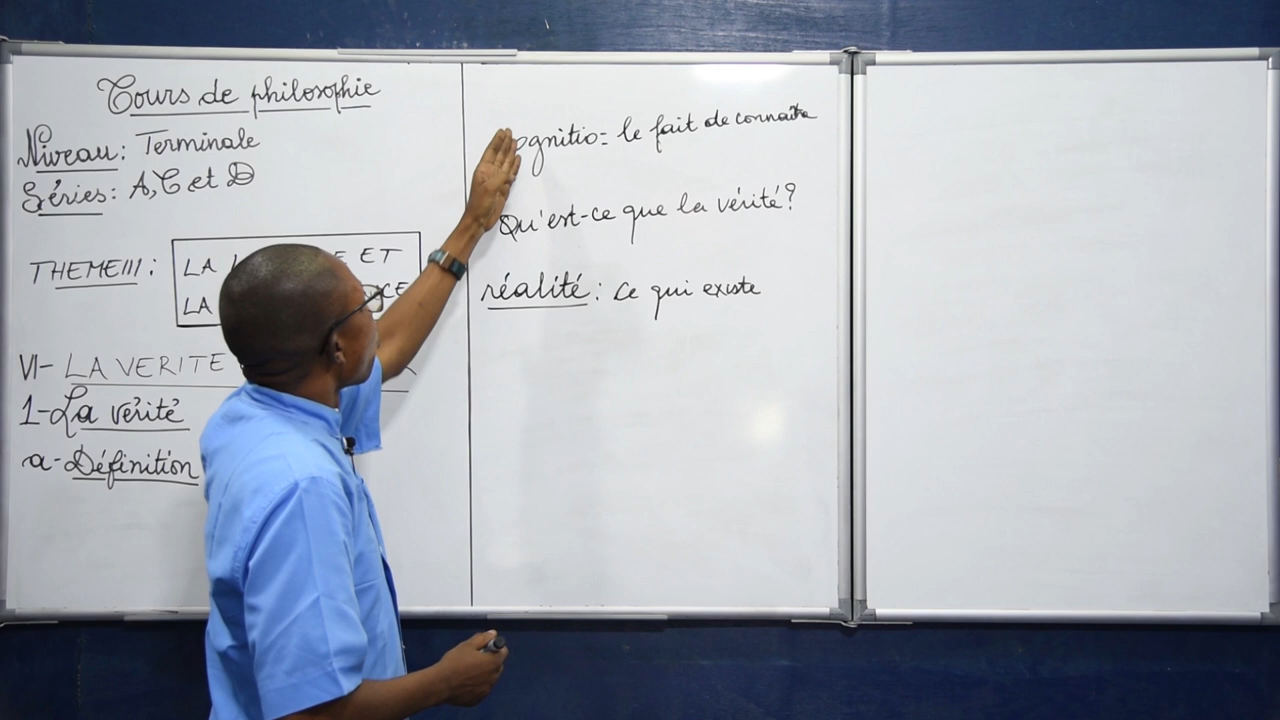 Cours de philosophie
Niveau: Terminale
Séries: A, C et D
THEME III: LA ET
LA
VI- LA VERITE
1- La vérité
a- Définition
ognitio = le fait de connaitre
Qu'est-ce que la vérité?
réalité: ce qui existe